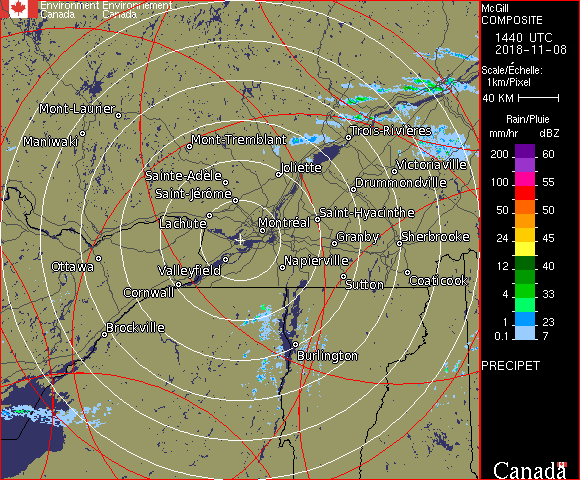 Environment Environnement
Canada Canada
Mont-Laurier
Maniwaki
Mont-Tremblant
Trois-Rivières
Sainte-Adèle
Joliette
Victoriaville
Saint-Jérôme
Drummondville
Lachute
Montréal
Saint-Hyacinthe
Granby
Sherbrooke
Ottawa
Valleyfield
Napierville
Cornwall
Sutton
Coaticook
Brockville
Burlington
McGill
COMPOSITE
1440 UTC
2018-11-08
Scale/Échelle:
1km/Pixel
40 KM
Rain/Pluie
mm/hr dBZ
200 60
100 55
80 55
50 50
24 45
12 40
4 33
1 23
0.1 7
PRECIPET
Canada